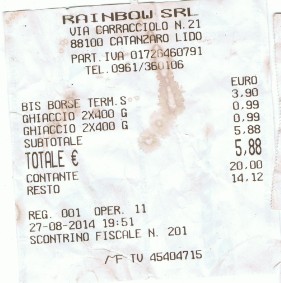 RAINBOW SRL
VIA CARRACCIOLO N.21
88100 CATANZARO LIDO
PART.IVA 01728460791
TEL.0961/360106
EURO
BIS BORSE TERM.S 3,90
GHIACCIO 2X400 G 0,99
GHIACCIO 2X400 G 0,99
SUBTOTALE 5,88
TOTALE € 5,88
CONTANTE 20,00
RESTO 14,12
REG. 001 OPER. 11
27-08-2014 19:51
SCONTRINO FISCALE N. 201
MF TV 45404715